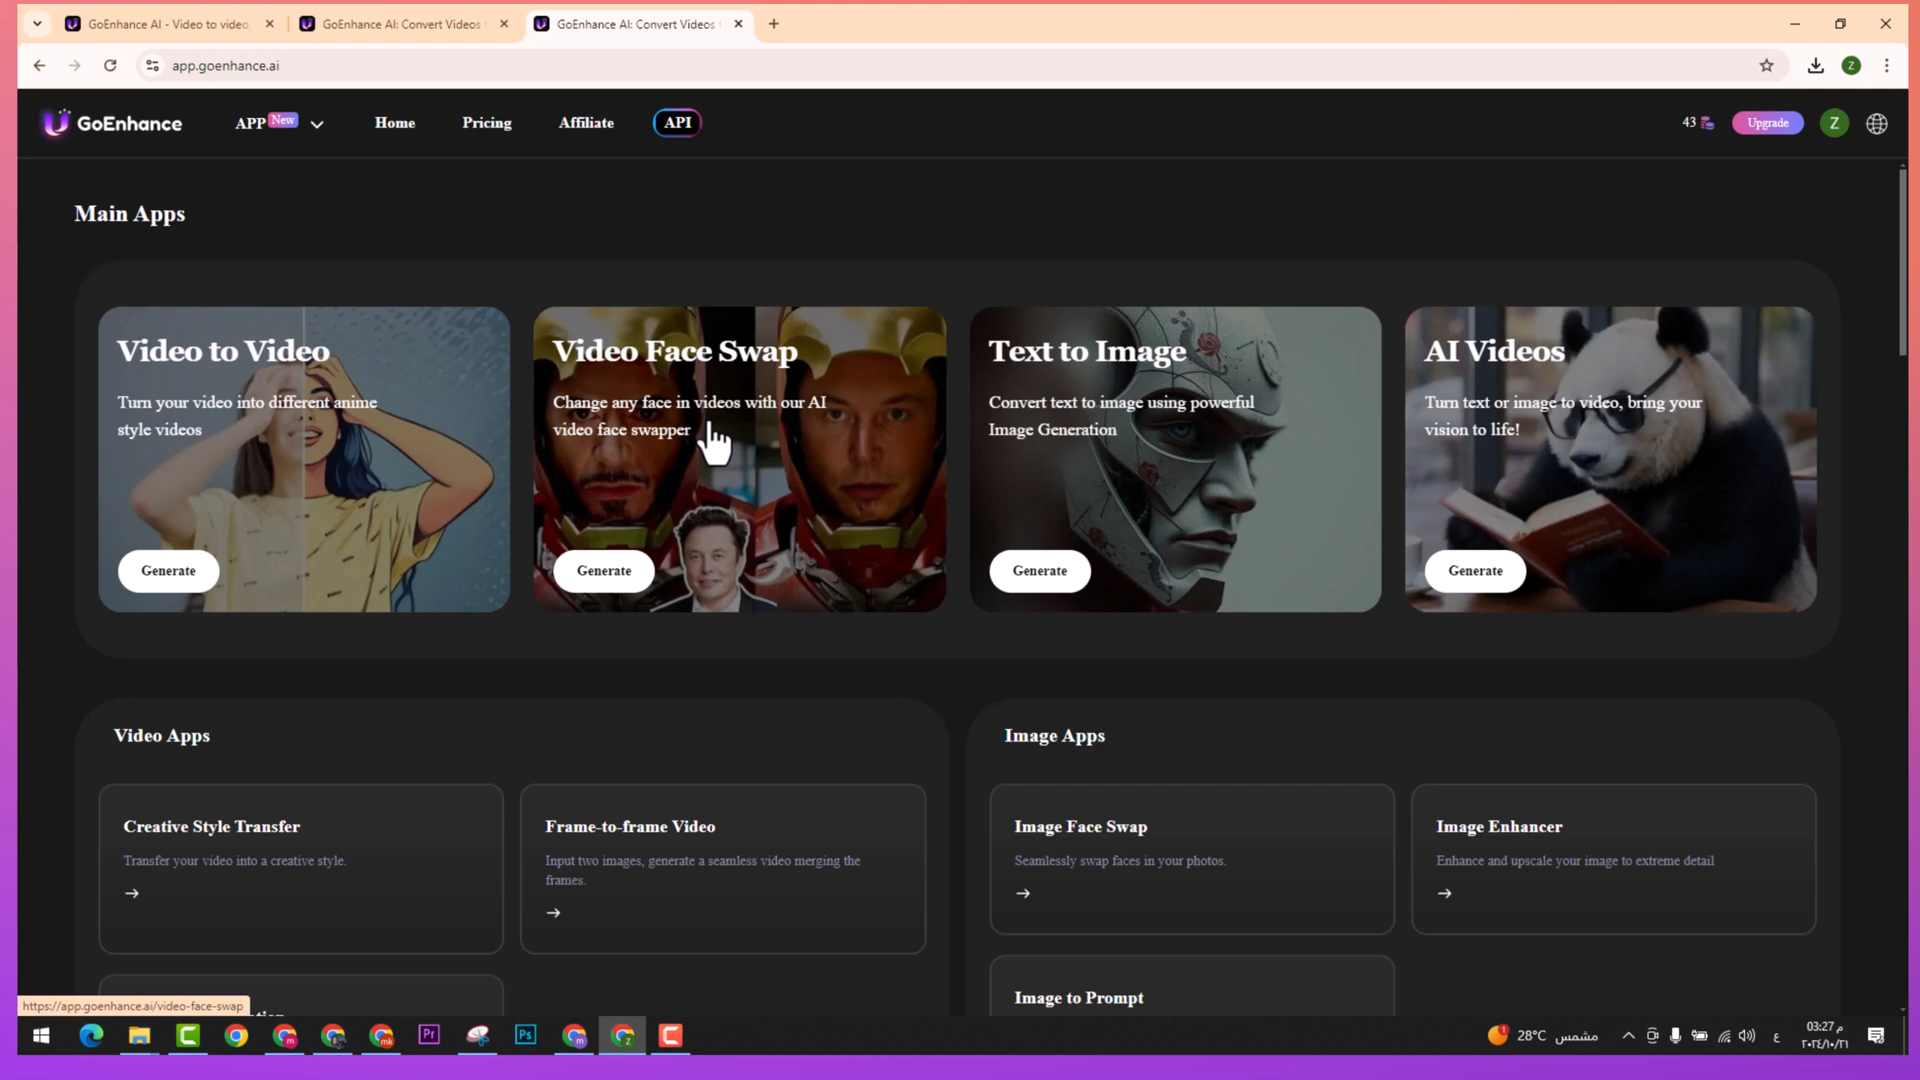 GoEnhance AI - Video to video
GoEnhance AI: Convert Videos
GoEnhance AI: Convert Videos
app.goenhance.ai
Z
GoEnhance
APP New
Home
Pricing
Affiliate
API
43
Upgrade
Z
Main Apps
Video to Video
Turn your video into different anime
style videos
Generate
Video Face Swap
Change any face in videos with our AI
video face swapper
Generate
Text to Image
Convert text to image using powerful
Image Generation
Generate
AI Videos
Turn text or image to video, bring your
vision to life!
Generate
Video Apps
Creative Style Transfer
Transfer your video into a creative style.
Frame-to-frame Video
Input two images, generate a seamless video merging the
frames.
Image Apps
Image Face Swap
Seamlessly swap faces in your photos.
Image Enhancer
Enhance and upscale your image to extreme detail
Image to Prompt
https://app.goenhance.ai/video-face-swap
m
mk
Pr
Ps
m
z
1
28°C مشمس
ع
03:27 م
٢٠٢٤/١٠/٢١